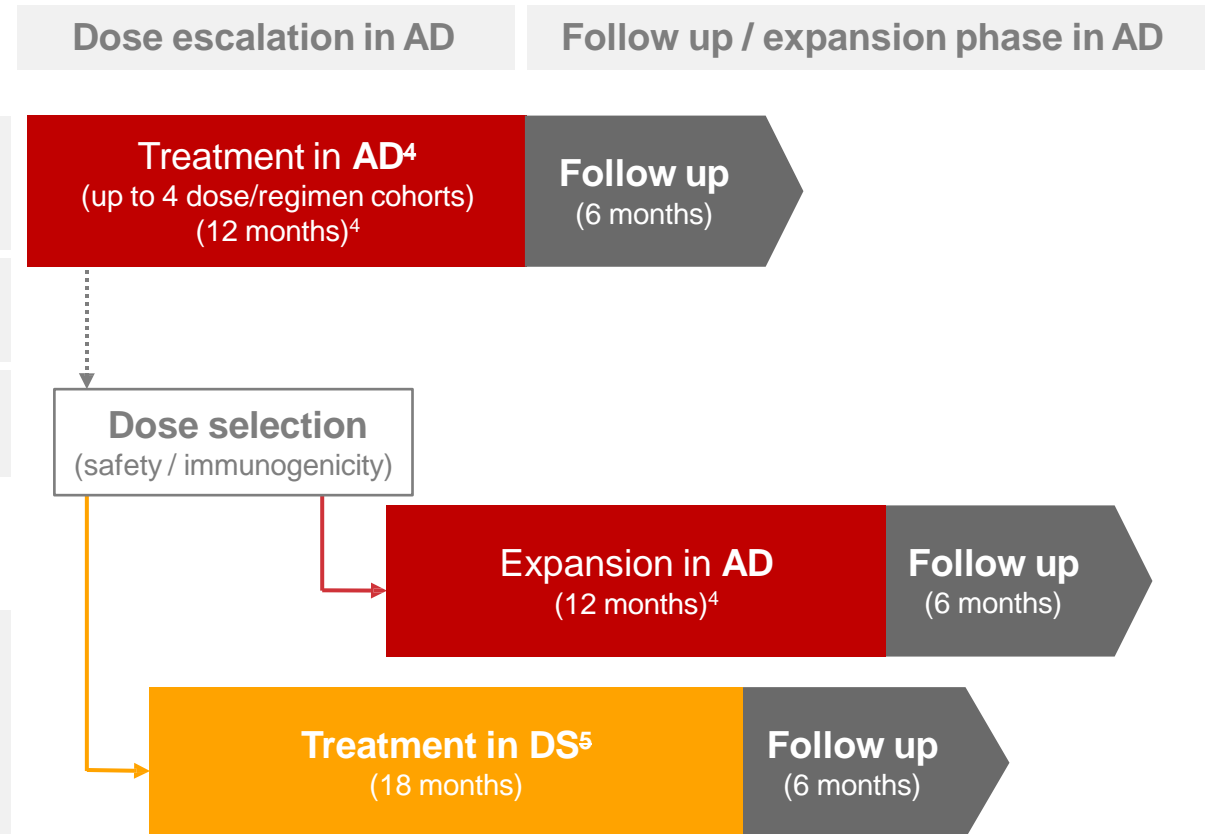 Dose escalation in AD
Follow up / expansion phase in AD
Treatment in AD4
(up to 4 dose/regimen cohorts)
(12 months)4
Follow up
(6 months)
Dose selection
(safety / immunogenicity)
Expansion in AD
(12 months)4
Follow up
(6 months)
Treatment in DS5
(18 months)
Follow up
(6 months)